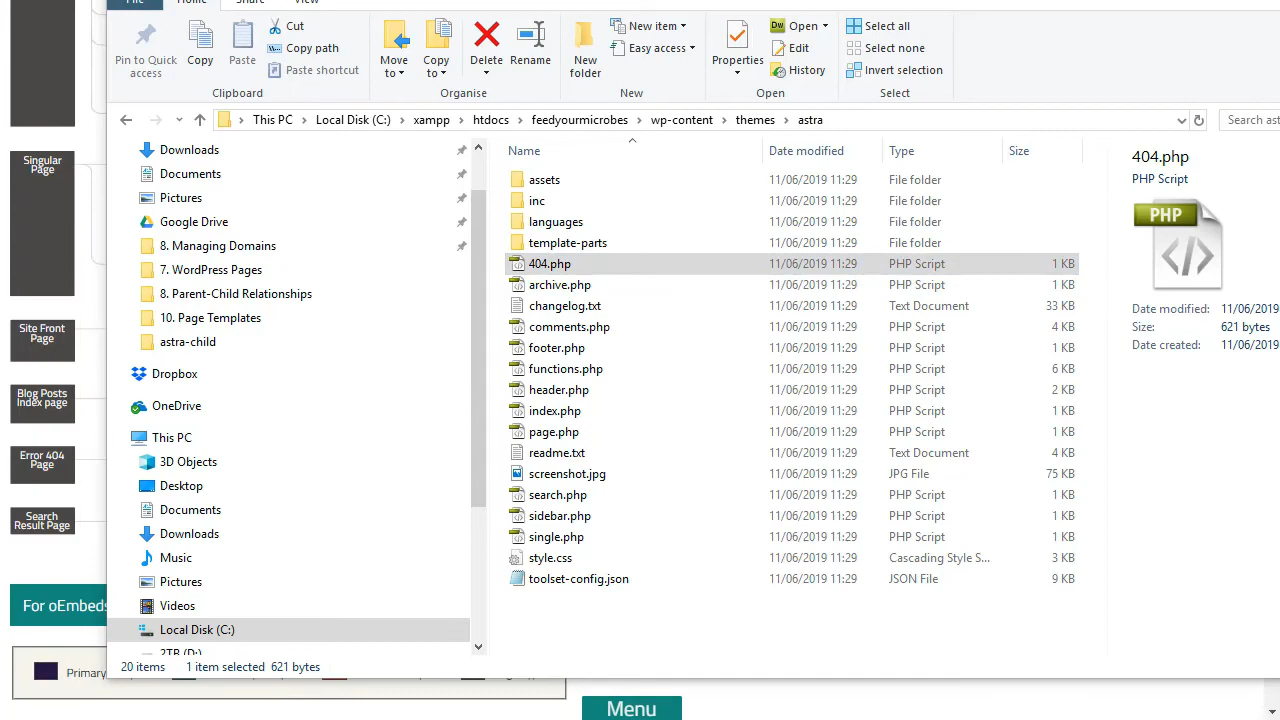 File Home Share View
Pin to Quick access
Copy
Paste
Cut
Copy path
Paste shortcut
Clipboard
Move to
Copy to
Delete
Rename
Organise
New folder
New item
Easy access
New
Properties
Open
Edit
History
Open
Select all
Select none
Invert selection
Select
This PC > Local Disk (C:) > xampp > htdocs > feedyourmicrobes > wp-content > themes > astra
Search ast
Singular Page
Site Front Page
Blog Posts Index page
Error 404 Page
Search Result Page
For oEmbeds
Primary
Downloads
Documents
Pictures
Google Drive
8. Managing Domains
7. WordPress Pages
8. Parent-Child Relationships
10. Page Templates
astra-child
Dropbox
OneDrive
This PC
3D Objects
Desktop
Documents
Downloads
Music
Pictures
Videos
Local Disk (C:)
2TB (D:)
Name Date modified Type Size
assets 11/06/2019 11:29 File folder
inc 11/06/2019 11:29 File folder
languages 11/06/2019 11:29 File folder
template-parts 11/06/2019 11:29 File folder
404.php 11/06/2019 11:29 PHP Script 1 KB
archive.php 11/06/2019 11:29 PHP Script 1 KB
changelog.txt 11/06/2019 11:29 Text Document 33 KB
comments.php 11/06/2019 11:29 PHP Script 4 KB
footer.php 11/06/2019 11:29 PHP Script 1 KB
functions.php 11/06/2019 11:29 PHP Script 6 KB
header.php 11/06/2019 11:29 PHP Script 2 KB
index.php 11/06/2019 11:29 PHP Script 1 KB
page.php 11/06/2019 11:29 PHP Script 1 KB
readme.txt 11/06/2019 11:29 Text Document 4 KB
screenshot.jpg 11/06/2019 11:29 JPG File 75 KB
search.php 11/06/2019 11:29 PHP Script 1 KB
sidebar.php 11/06/2019 11:29 PHP Script 1 KB
single.php 11/06/2019 11:29 PHP Script 1 KB
style.css 11/06/2019 11:29 Cascading Style S... 3 KB
toolset-config.json 11/06/2019 11:29 JSON File 9 KB
404.php
PHP Script
PHP
Date modified: 11/06/2019
Size: 621 bytes
Date created: 11/06/2019
20 items 1 item selected 621 bytes
Menu